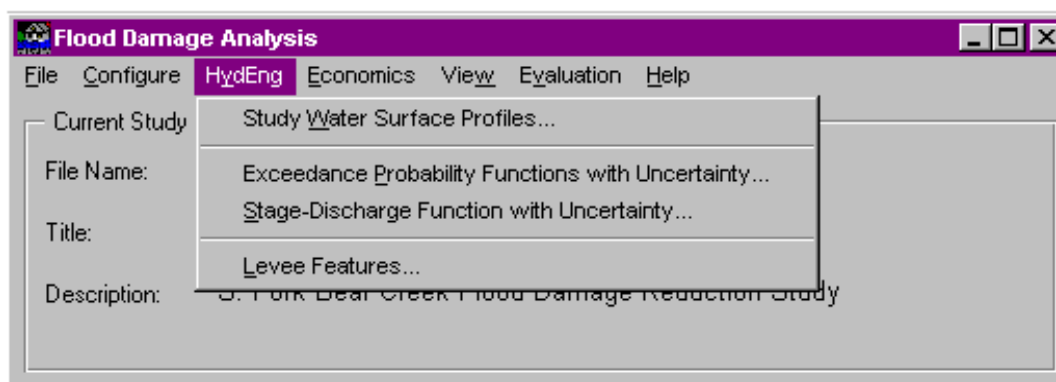 Flood Damage Analysis
File Configure HydEng Economics View Evaluation Help
Current Study
Study Water Surface Profiles...
File Name:
Exceedance Probability Functions with Uncertainty...
Stage-Discharge Function with Uncertainty...
Title:
Levee Features...
Description: S. Fork Bear Creek Flood Damage Reduction Study